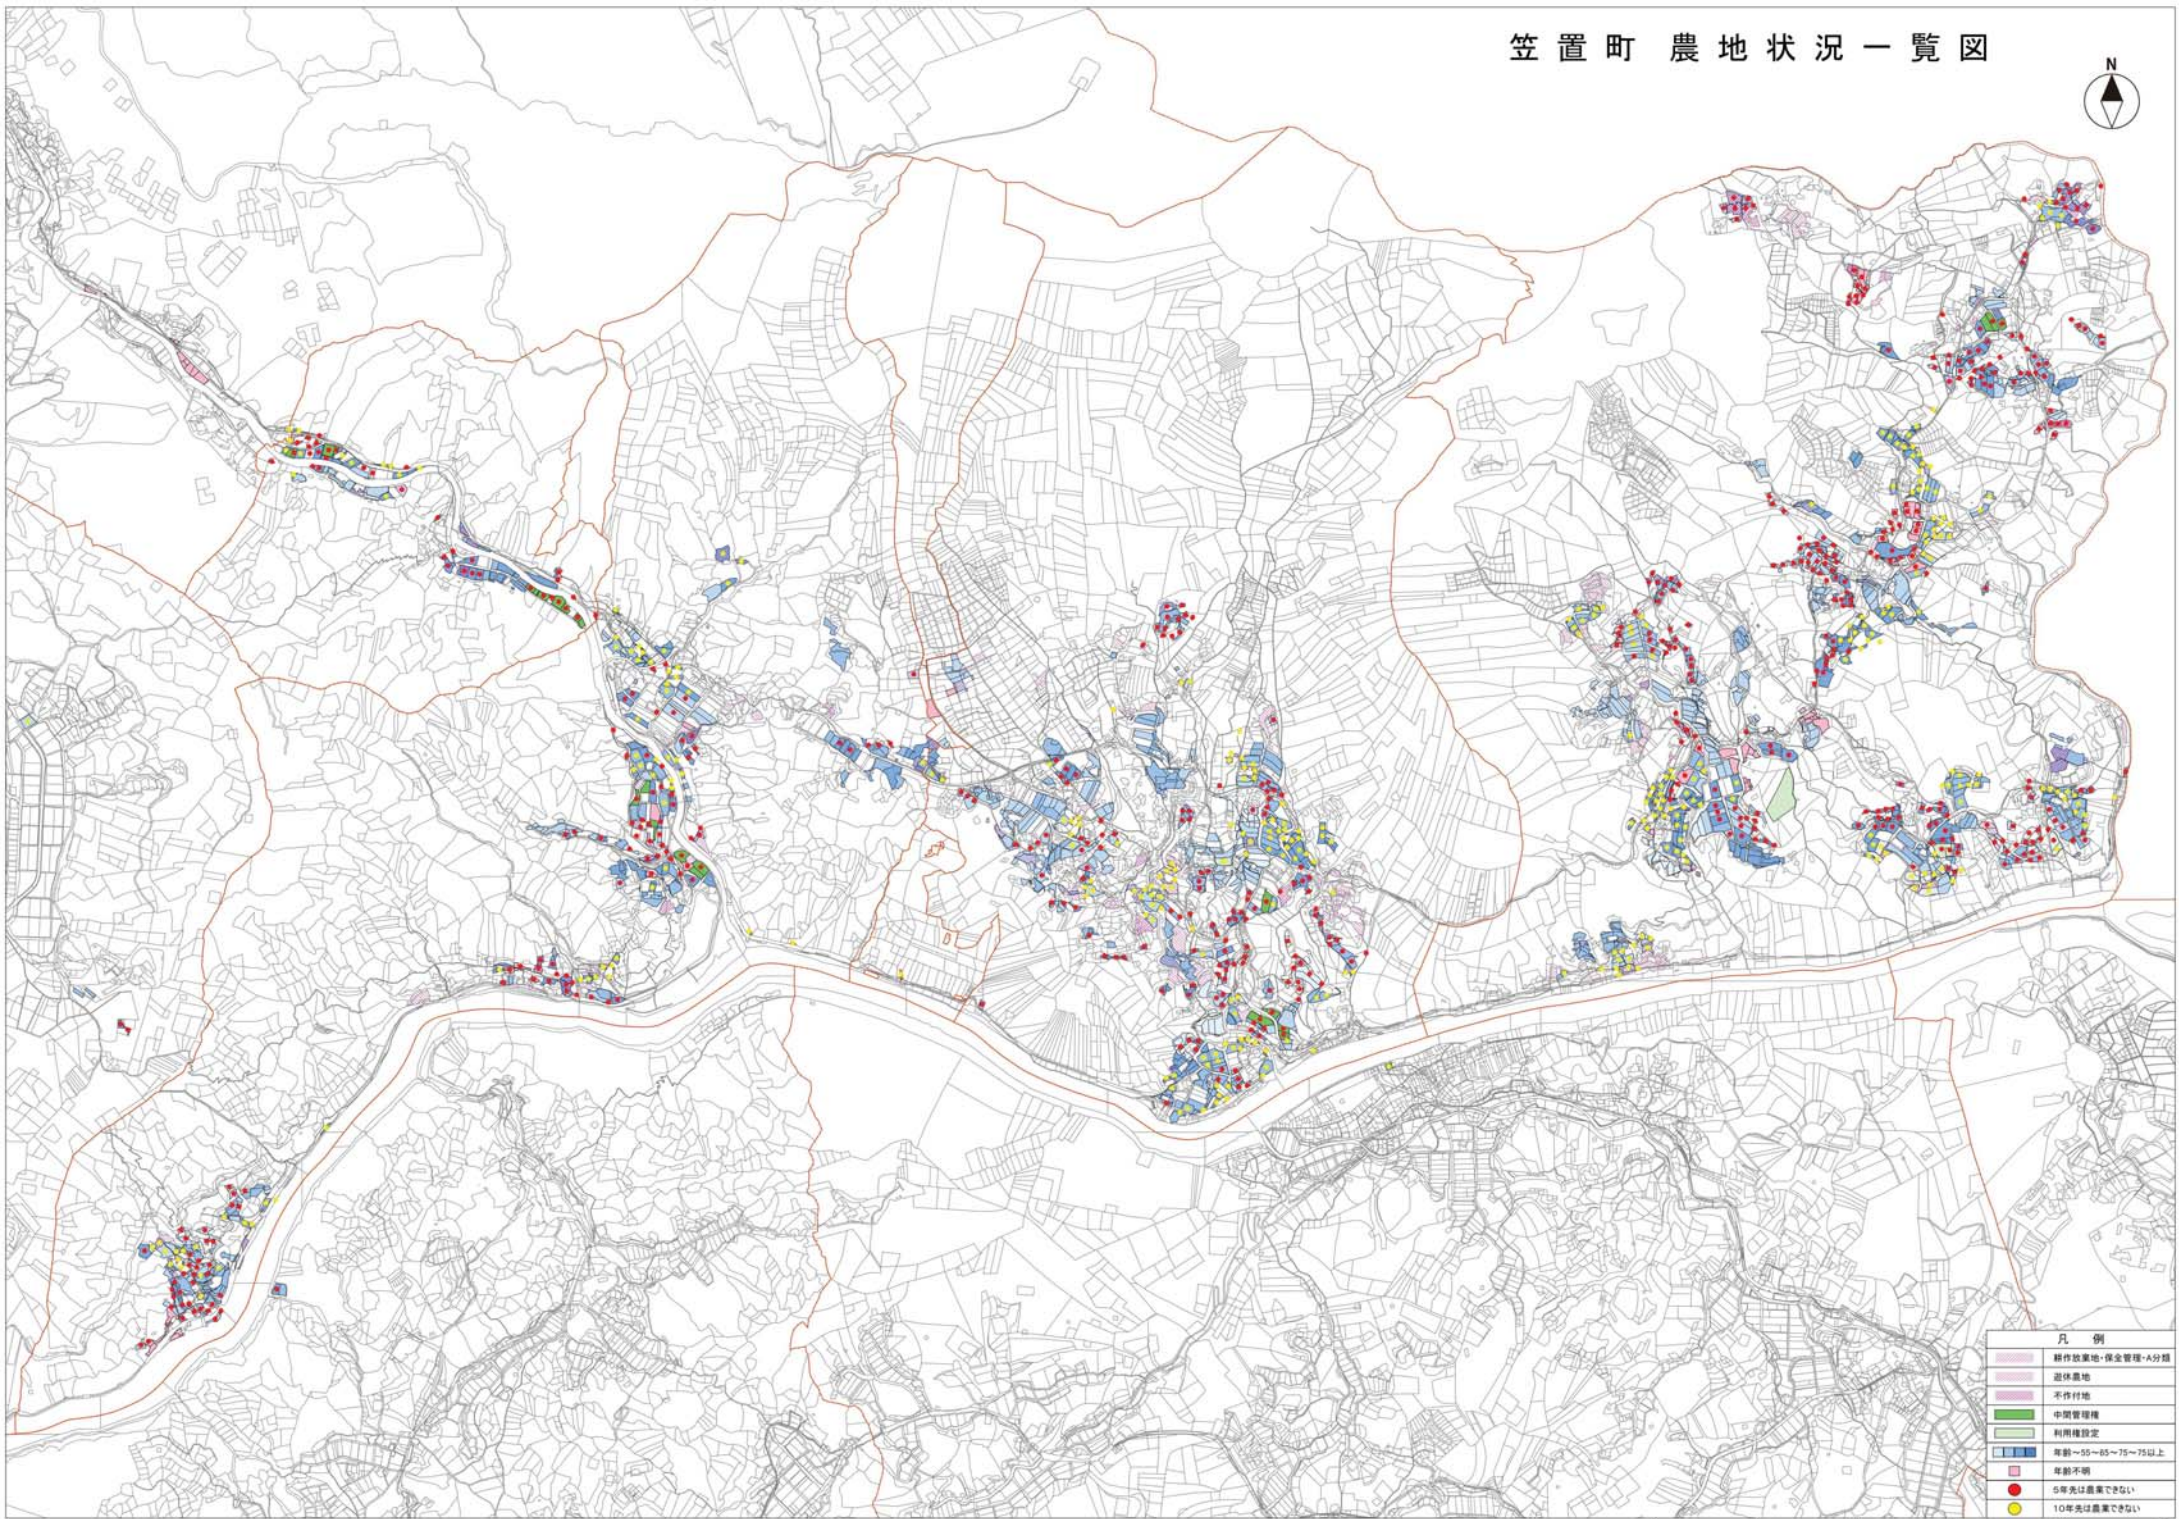 笠置町 農地状況一覧図
N
凡 例
耕作放棄地・保全管理・A分類
遊休農地
不作付地
中間管理権
利用権設定
年齢~55~65~75~75以上
年齢不明
5年先は農業できない
10年先は農業できない